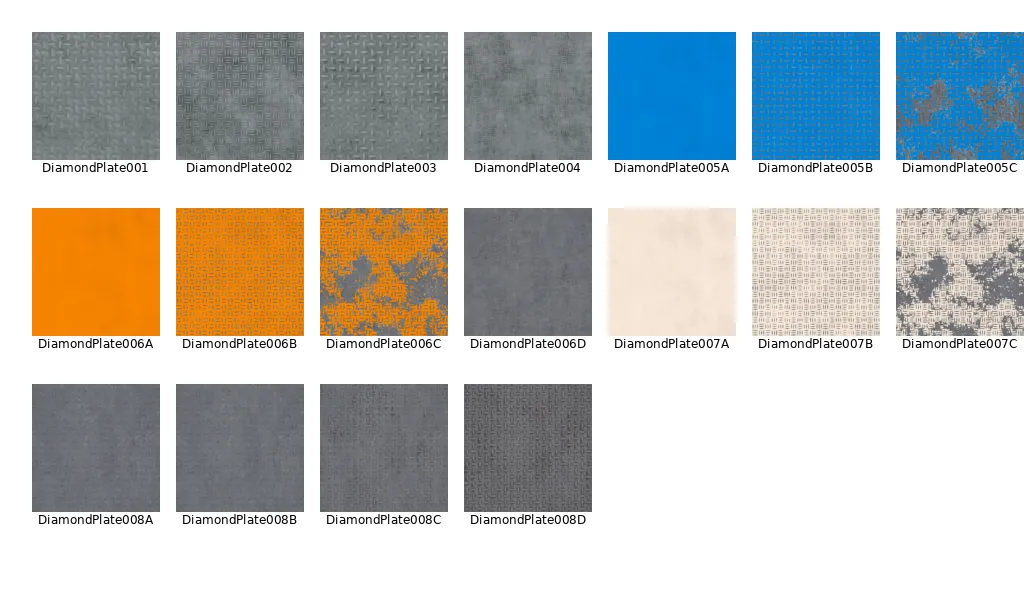 DiamondPlate001 DiamondPlate002 DiamondPlate003 DiamondPlate004 DiamondPlate005A DiamondPlate005B DiamondPlate005C
DiamondPlate006A DiamondPlate006B DiamondPlate006C DiamondPlate006D DiamondPlate007A DiamondPlate007B DiamondPlate007C
DiamondPlate008A DiamondPlate008B DiamondPlate008C DiamondPlate008D